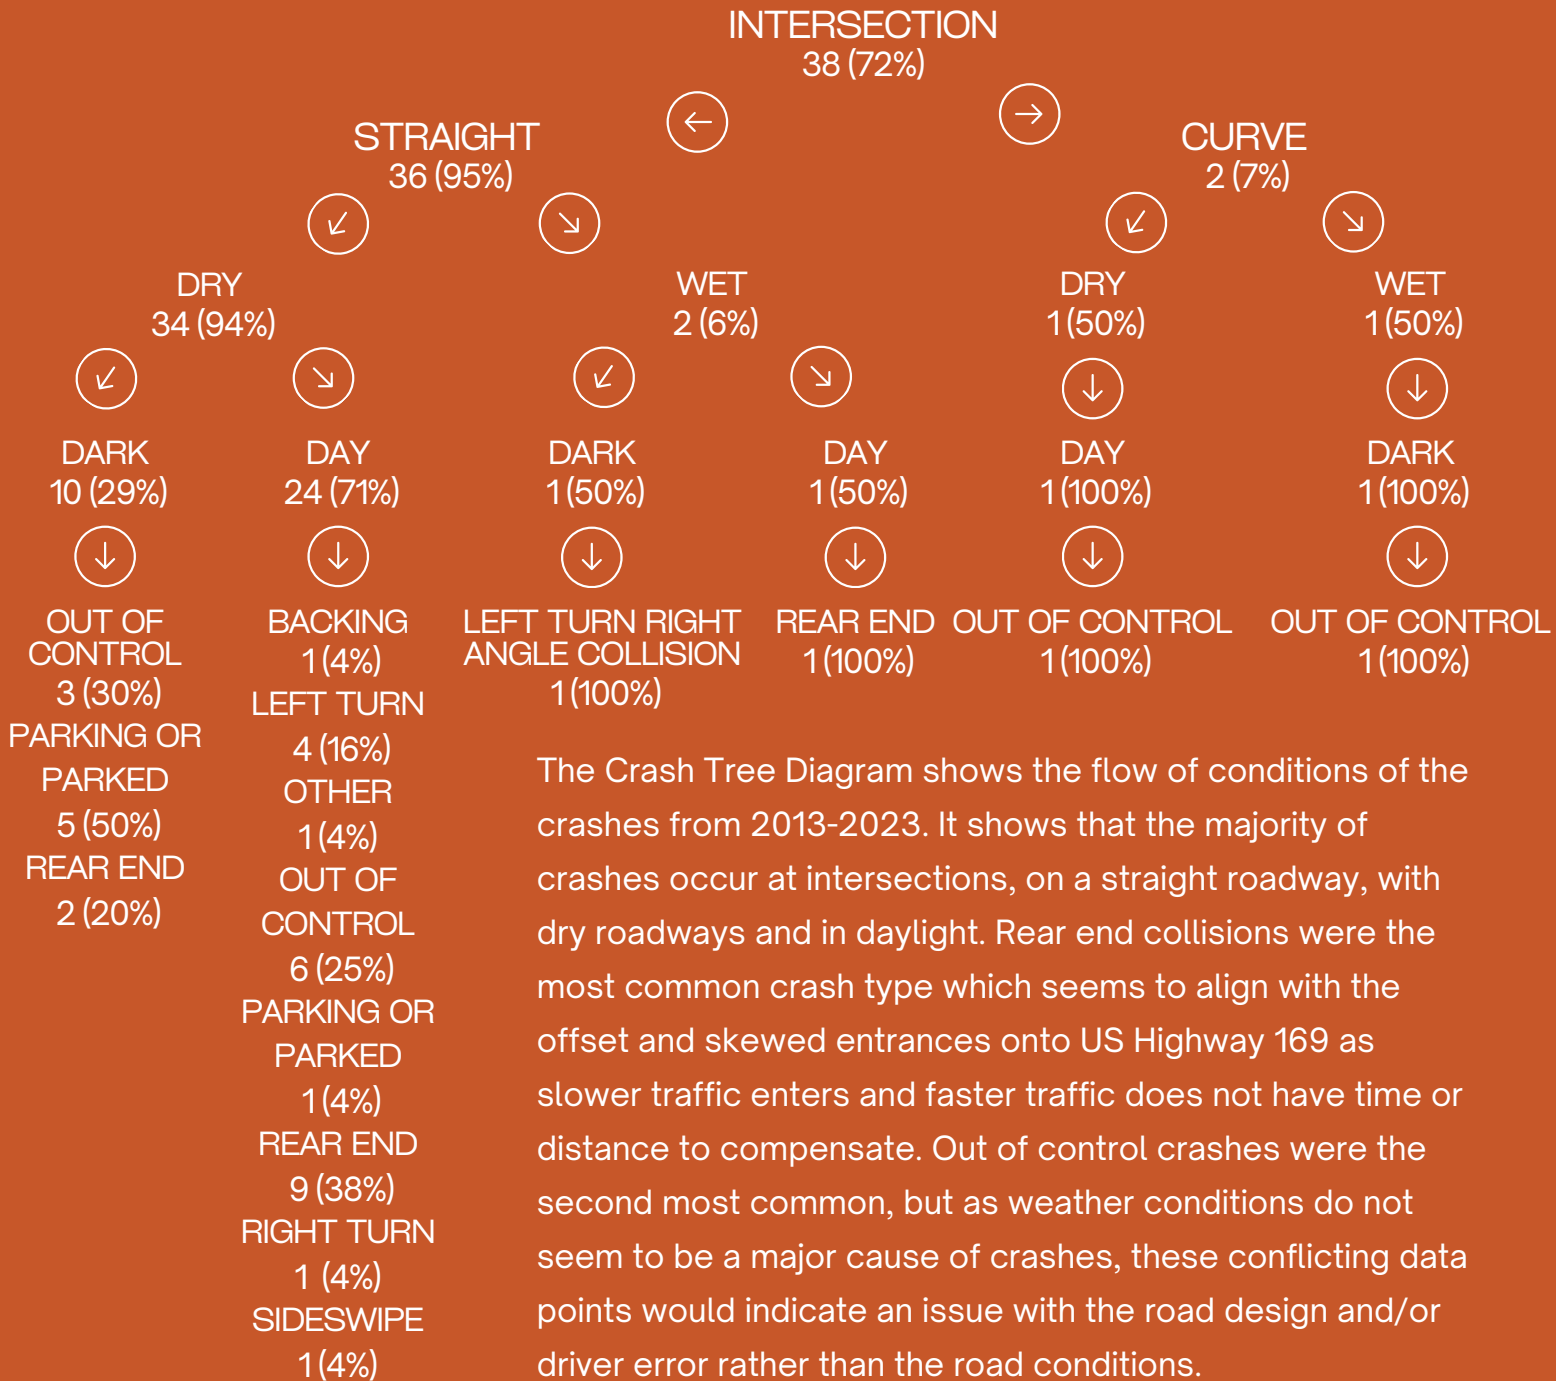 INTERSECTION
38 (72%)
STRAIGHT
36 (95%)
CURVE
2 (7%)
DRY
34 (94%)
WET
2 (6%)
DRY
1 (50%)
WET
1 (50%)
DARK
10 (29%)
DAY
24 (71%)
DARK
1 (50%)
DAY
1 (50%)
DAY
1 (100%)
DARK
1 (100%)
OUT OF
CONTROL
3 (30%)
PARKING OR
PARKED
5 (50%)
REAR END
2 (20%)
BACKING
1 (4%)
LEFT TURN
4 (16%)
OTHER
1 (4%)
OUT OF
CONTROL
6 (25%)
PARKING OR
PARKED
1 (4%)
REAR END
9 (38%)
RIGHT TURN
1 (4%)
SIDESWIPE
1 (4%)
LEFT TURN RIGHT
ANGLE COLLISION
1 (100%)
REAR END
1 (100%)
OUT OF CONTROL
1 (100%)
OUT OF CONTROL
1 (100%)
The Crash Tree Diagram shows the flow of conditions of the
crashes from 2013-2023. It shows that the majority of
crashes occur at intersections, on a straight roadway, with
dry roadways and in daylight. Rear end collisions were the
most common crash type which seems to align with the
offset and skewed entrances onto US Highway 169 as
slower traffic enters and faster traffic does not have time or
distance to compensate. Out of control crashes were the
second most common, but as weather conditions do not
seem to be a major cause of crashes, these conflicting data
points would indicate an issue with the road design and/or
driver error rather than the road conditions.